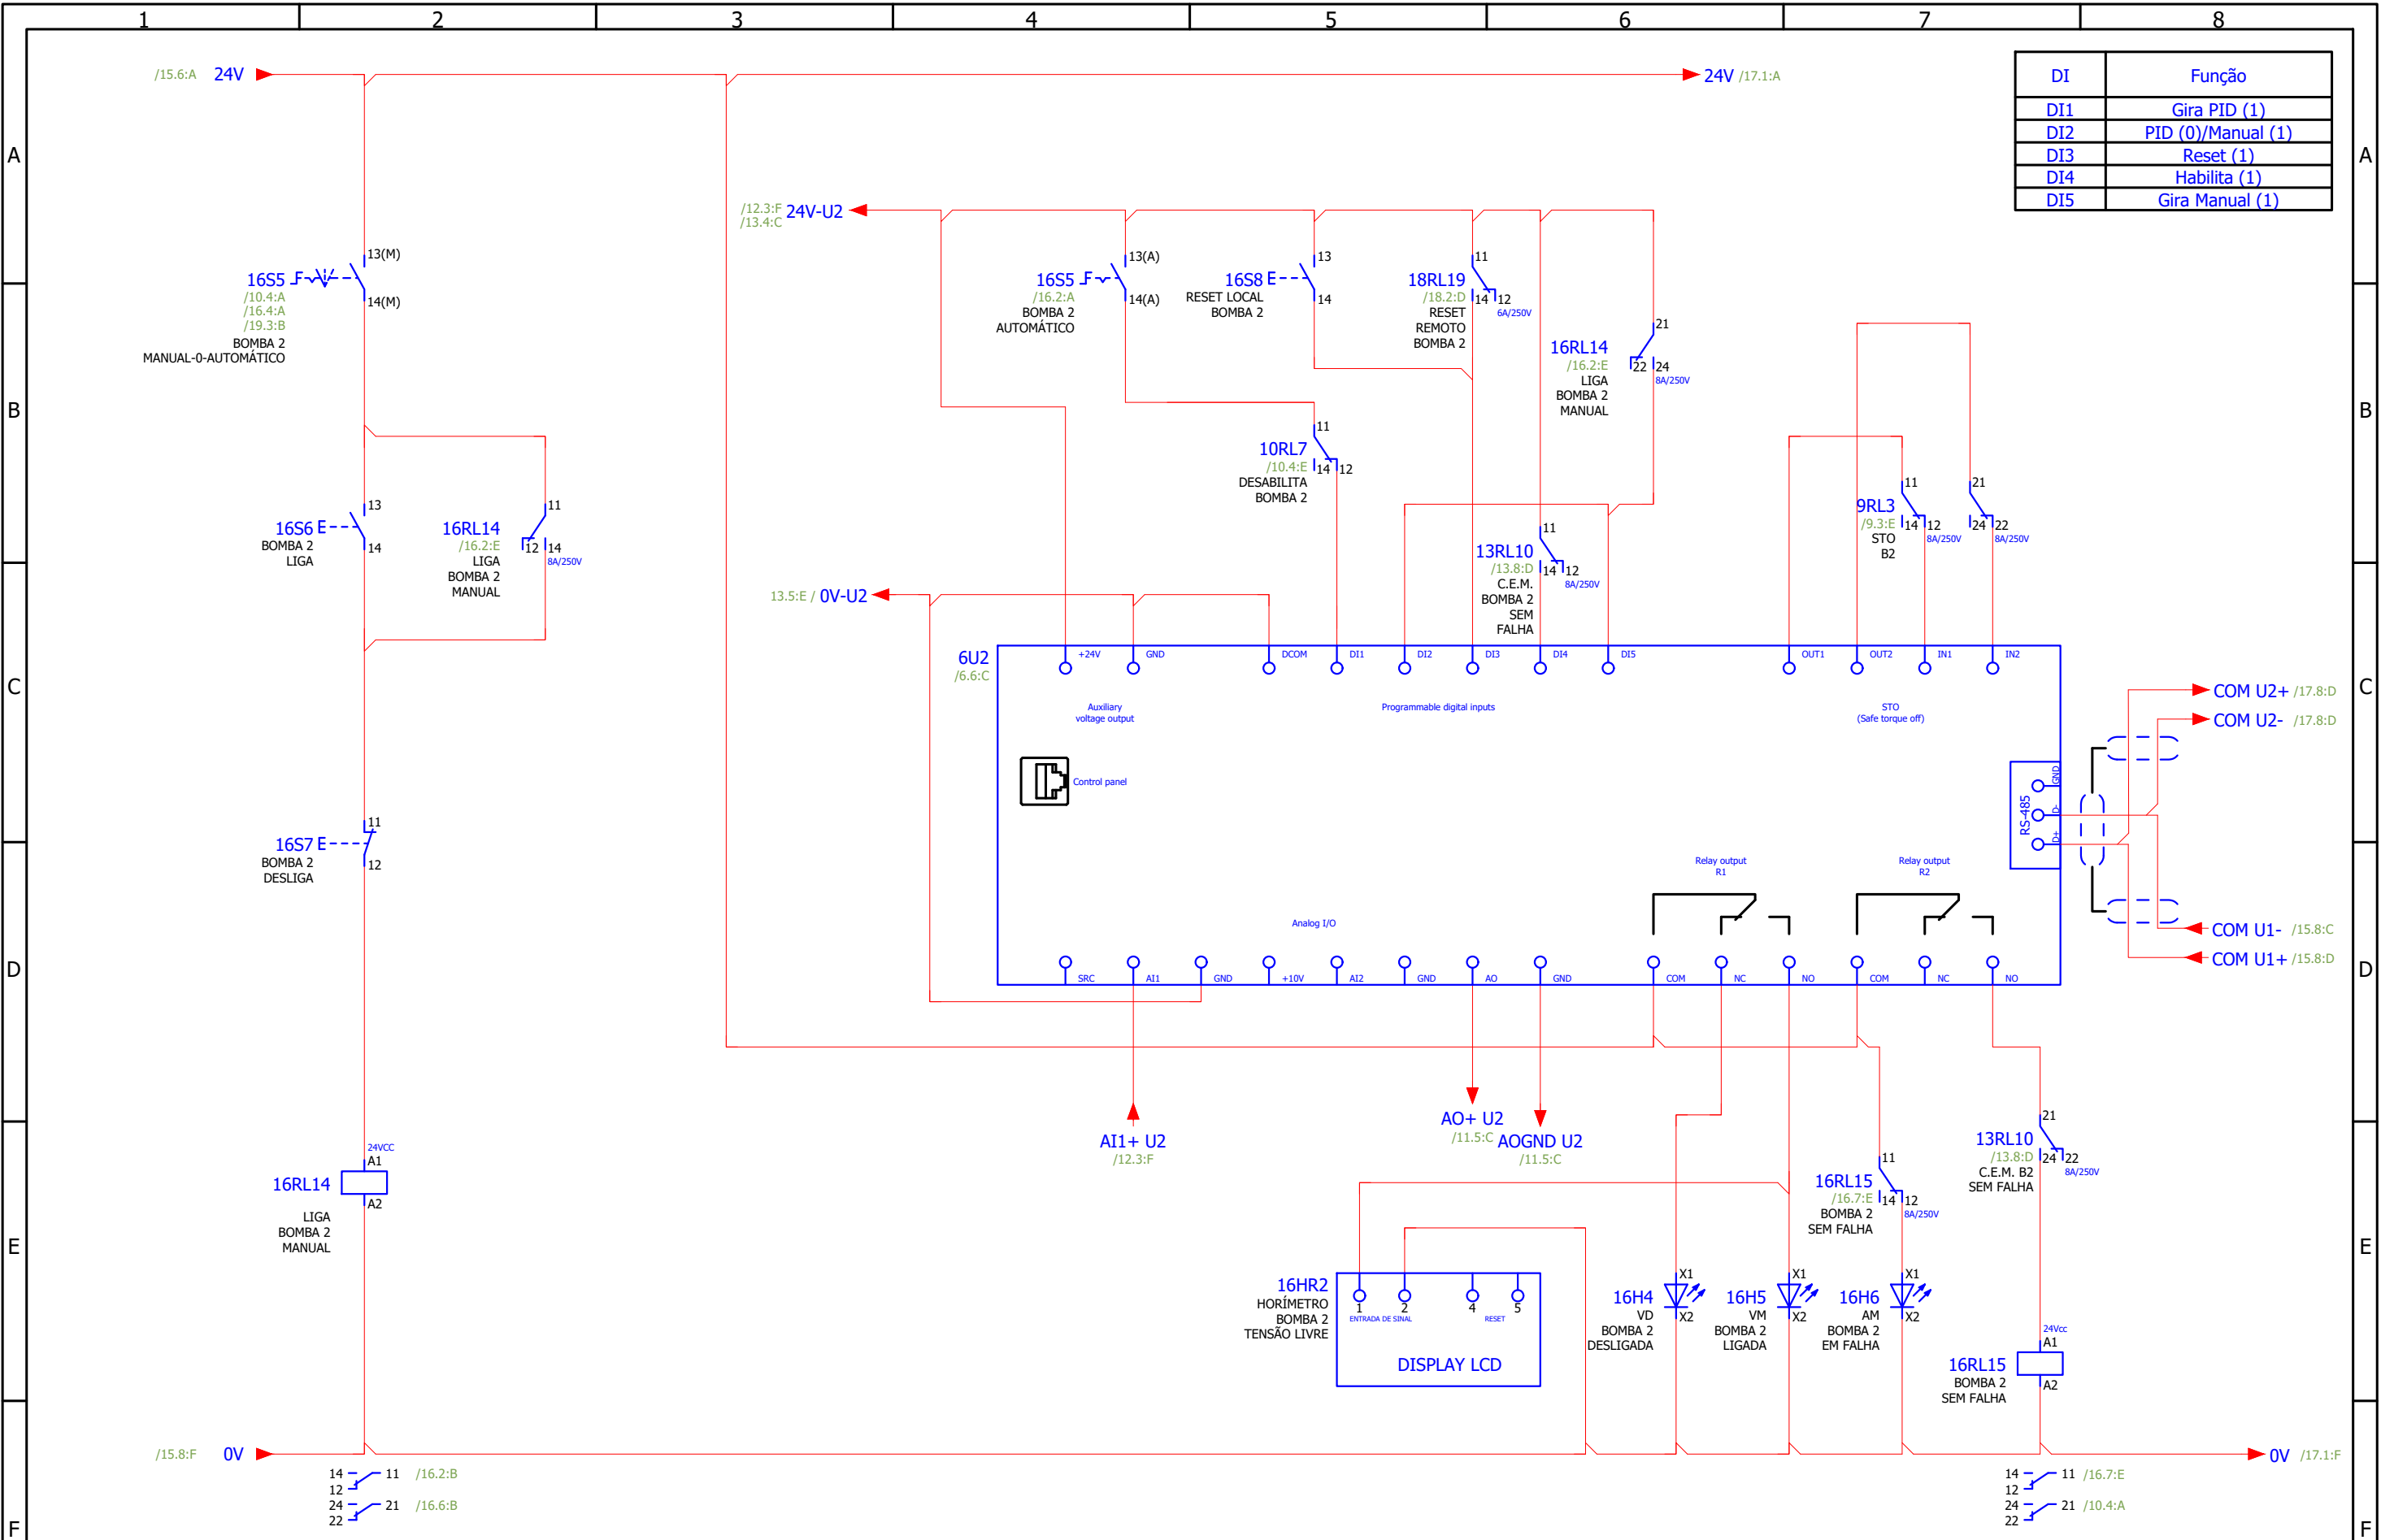 1
2
3
4
5
6
7
8
A
B
C
D
E
F
A
B
C
D
E
F
/15.6:A 24V
24V /17.1:A
DI Função
DI1 Gira PID (1)
DI2 PID (0)/Manual (1)
DI3 Reset (1)
DI4 Habilita (1)
DI5 Gira Manual (1)
/12.3:F 24V-U2
/13.4:C
13(M)
16S5
14(M)
/10.4:A
/16.4:A
/19.3:B
BOMBA 2
MANUAL-0-AUTOMÁTICO
13(A)
16S5
/16.2:A
14(A)
BOMBA 2
AUTOMÁTICO
13
16S8
14
RESET LOCAL
BOMBA 2
11
18RL19
/18.2:D
14 12
6A/250V
RESET
REMOTO
BOMBA 2
21
16RL14
/16.2:E
22 24
8A/250V
LIGA
BOMBA 2
MANUAL
11
10RL7
/10.4:E
14 12
DESABILITA
BOMBA 2
13
16S6
14
BOMBA 2
LIGA
11
16RL14
/16.2:E
12 14
8A/250V
LIGA
BOMBA 2
MANUAL
11
13RL10
/13.8:D
14 12
8A/250V
C.E.M.
BOMBA 2
SEM
FALHA
11
21
9RL3
/9.3:E
14 12
8A/250V
24 22
8A/250V
STO
B2
13.5:E / 0V-U2
6U2
/6.6:C
+24V
GND
DCOM
DI1
DI2
DI3
DI4
DI5
OUT1
OUT2
IN1
IN2
Auxiliary
voltage output
Programmable digital inputs
STO
(Safe torque off)
Control panel
COM U2+ /17.8:D
COM U2- /17.8:D
RS-485
GND
D-
D+
11
16S7
12
BOMBA 2
DESLIGA
Relay output
R1
Relay output
R2
Analog I/O
COM U1- /15.8:C
COM U1+ /15.8:D
SRC
AI1
GND
+10V
AI2
GND
AO
GND
COM
NC
NO
COM
NC
NO
AI1+ U2
/12.3:F
AO+ U2
/11.5:C
AOGND U2
/11.5:C
24VCC
A1
16RL14
A2
LIGA
BOMBA 2
MANUAL
11
16RL15
/16.7:E
14 12
8A/250V
BOMBA 2
SEM FALHA
21
13RL10
/13.8:D
24 22
8A/250V
C.E.M. B2
SEM FALHA
16HR2
HORÍMETRO
BOMBA 2
TENSÃO LIVRE
1
2
4
5
ENTRADA DE SINAL
RESET
DISPLAY LCD
X1
16H4
X2
VD
BOMBA 2
DESLIGADA
X1
16H5
X2
VM
BOMBA 2
LIGADA
X1
16H6
X2
AM
BOMBA 2
EM FALHA
24Vcc
A1
16RL15
A2
BOMBA 2
SEM FALHA
/15.8:F 0V
0V /17.1:F
14 11 /16.2:B
12
24 21 /16.6:B
22
14 11 /16.7:E
12
24 21 /10.4:A
22